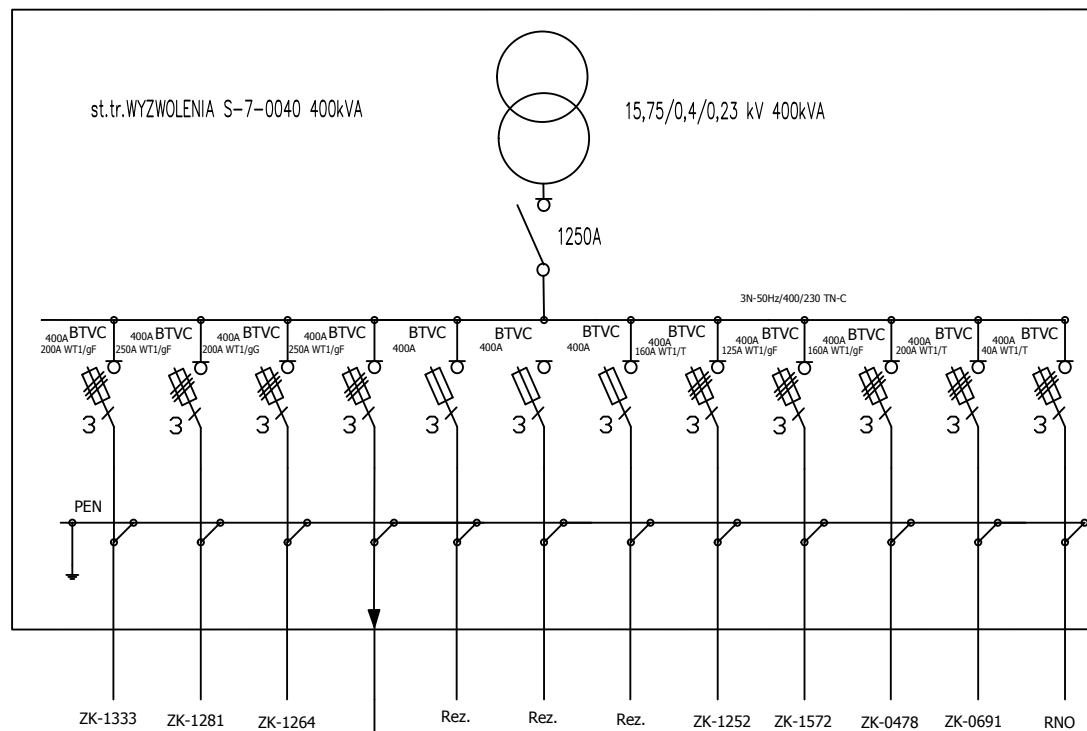 st.tr.WYZWOLENIA S-7-0040 400kVA
15,75/0,4/0,23 kV 400kVA
1250A
3N-50Hz/400/230 TN-C
400A BTVC
200A WT1/gF
400A BTVC
250A WT1/gF
400A BTVC
200A WT1/gG
400A BTVC
250A WT1/gF
BTVC
400A
BTVC
400A
BTVC
400A
BTVC
400A
160A WT1/T
BTVC
400A
125A WT1/gF
BTVC
400A
160A WT1/gF
BTVC
400A
200A WT1/T
BTVC
400A
40A WT1/T
3
3
3
3
3
3
3
3
3
3
3
3
PEN
ZK-1333
ZK-1281
ZK-1264
Rez.
Rez.
Rez.
ZK-1252
ZK-1572
ZK-0478
ZK-0691
RNO